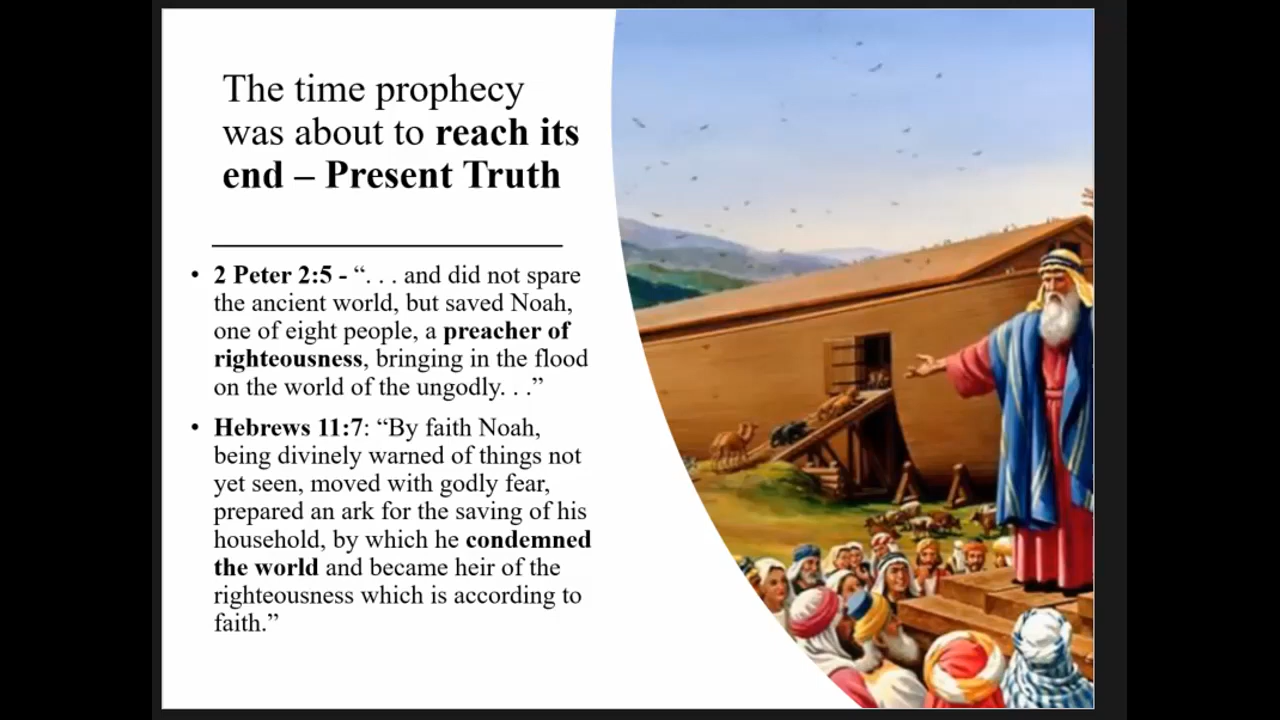 The time prophecy
was about to reach its
end – Present Truth
• 2 Peter 2:5 - “. . . and did not spare
the ancient world, but saved Noah,
one of eight people, a preacher of
righteousness, bringing in the flood
on the world of the ungodly. . .”
• Hebrews 11:7: “By faith Noah,
being divinely warned of things not
yet seen, moved with godly fear,
prepared an ark for the saving of his
household, by which he condemned
the world and became heir of the
righteousness which is according to
faith.”